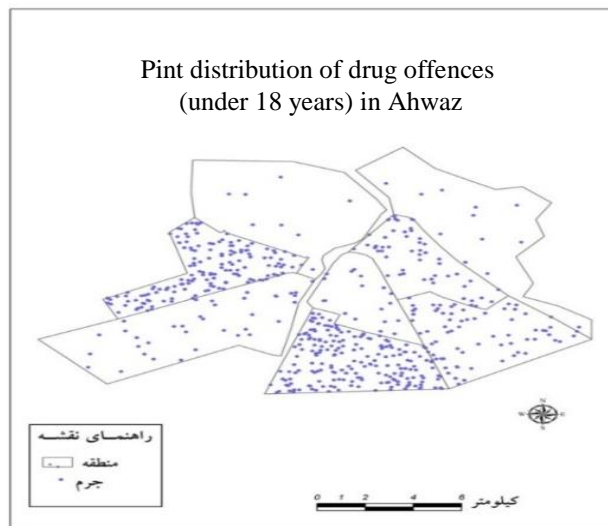 Pint distribution of drug offences
(under 18 years) in Ahwaz
N
W E
S
راهنمای نقشه
منطقه
جرم
0 1 2 4 6
کیلومتر